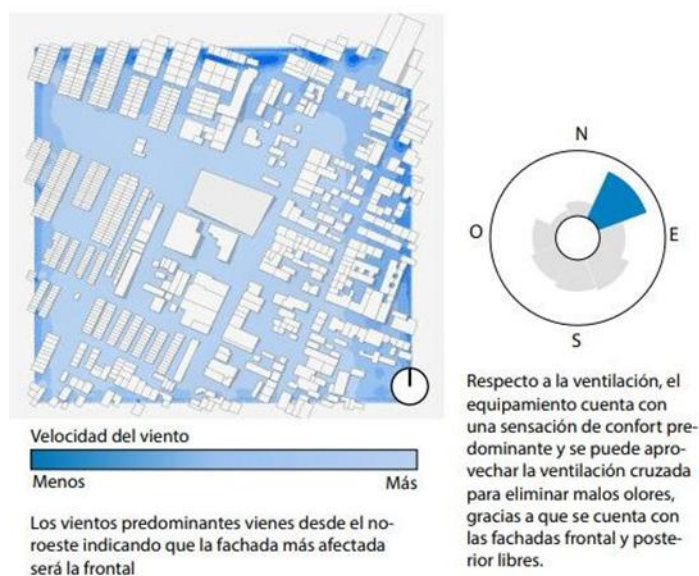 N
O
E
S
Velocidad del viento
Menos
Más
Los vientos predominantes vienes desde el no-
roeste indicando que la fachada más afectada
será la frontal
Respecto a la ventilación, el
equipamiento cuenta con
una sensación de confort pre-
dominante y se puede apro-
vechar la ventilación cruzada
para eliminar malos olores,
gracias a que se cuenta con
las fachadas frontal y poste-
rior libres.